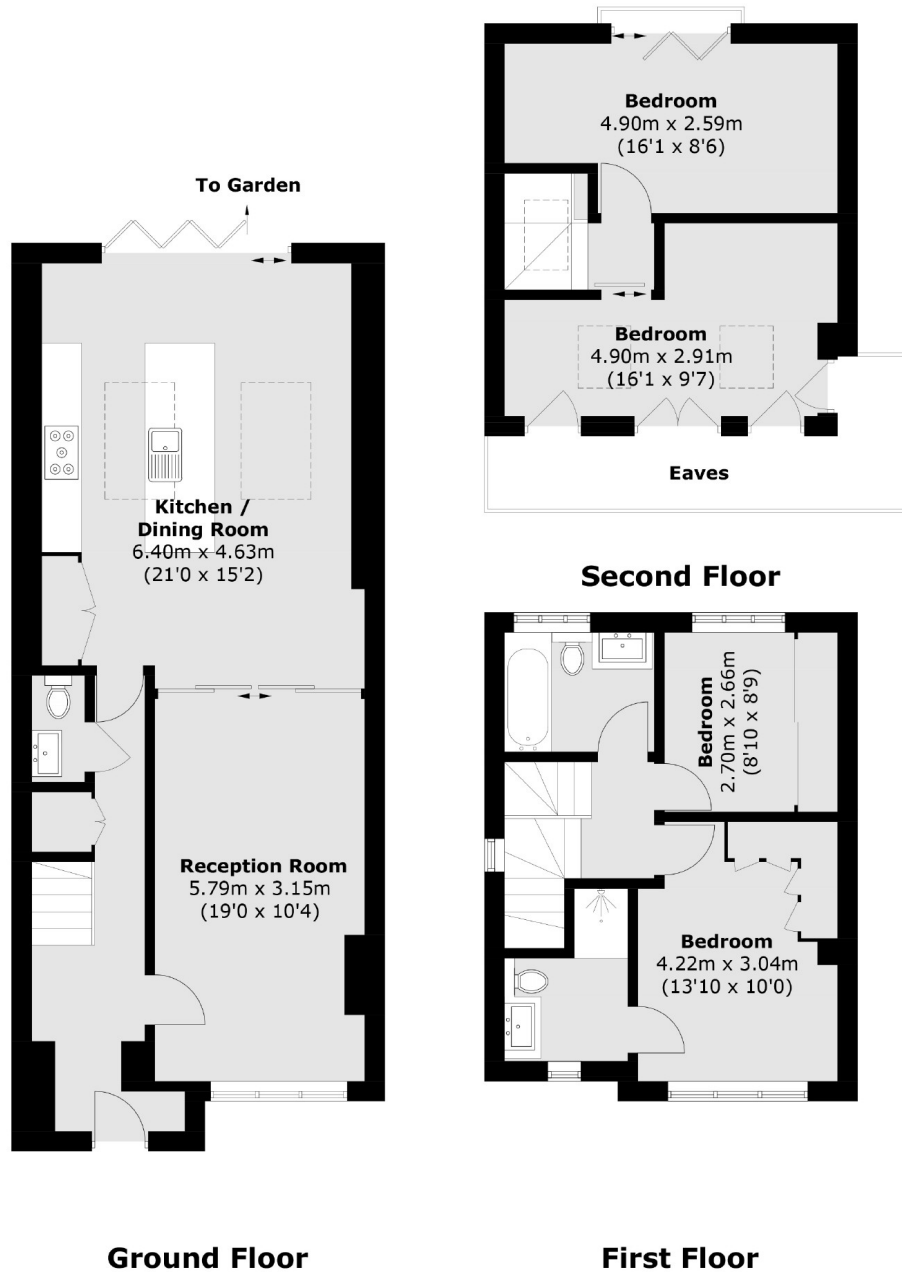 To Garden
Kitchen /
Dining Room
6.40m x 4.63m
(21'0 x 15'2)
Reception Room
5.79m x 3.15m
(19'0 x 10'4)
Ground Floor
Bedroom
4.90m x 2.59m
(16'1 x 8'6)
Bedroom
4.90m x 2.91m
(16'1 x 9'7)
Eaves
Second Floor
Bedroom
2.70m x 2.66m
(8'10 x 8'9)
Bedroom
4.22m x 3.04m
(13'10 x 10'0)
First Floor